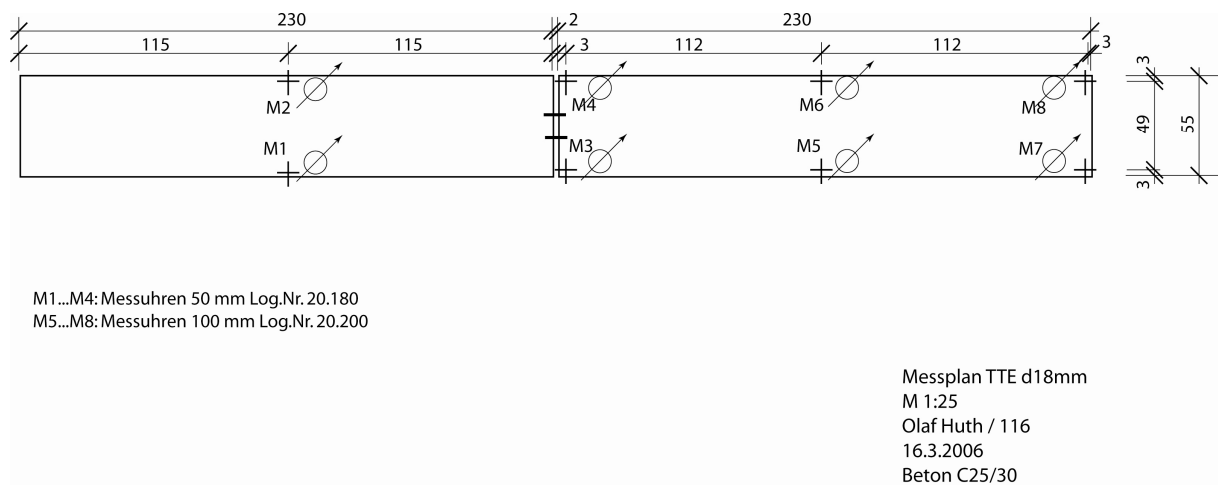 230 2 230
115 115 3 112 112 3
M2 M4 M6 M8 3
49 55
M1 M3 M5 M7
3
M1...M4: Messuhren 50 mm Log.Nr. 20.180
M5...M8: Messuhren 100 mm Log.Nr. 20.200
Messplan TTE d18mm
M 1:25
Olaf Huth / 116
16.3.2006
Beton C25/30